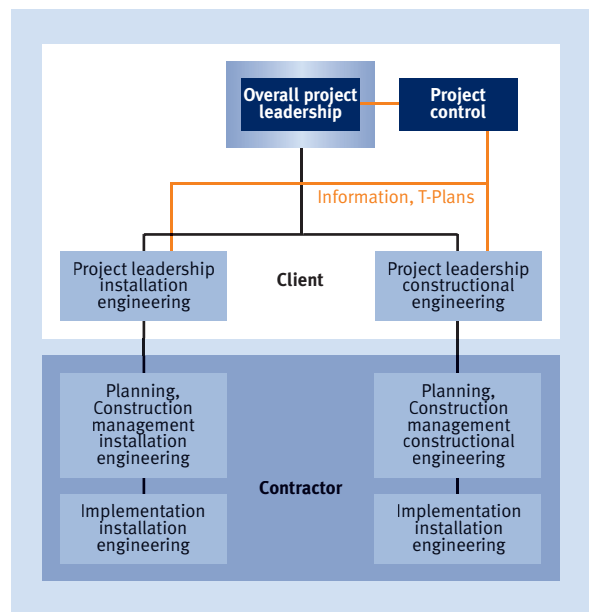 Overall project
leadership
Project
control
Information, T-Plans
Project leadership
installation
engineering
Client
Project leadership
constructional
engineering
Planning,
Construction
management
installation
engineering
Planning,
Construction
management
constructional
engineering
Contractor
Implementation
installation
engineering
Implementation
installation
engineering